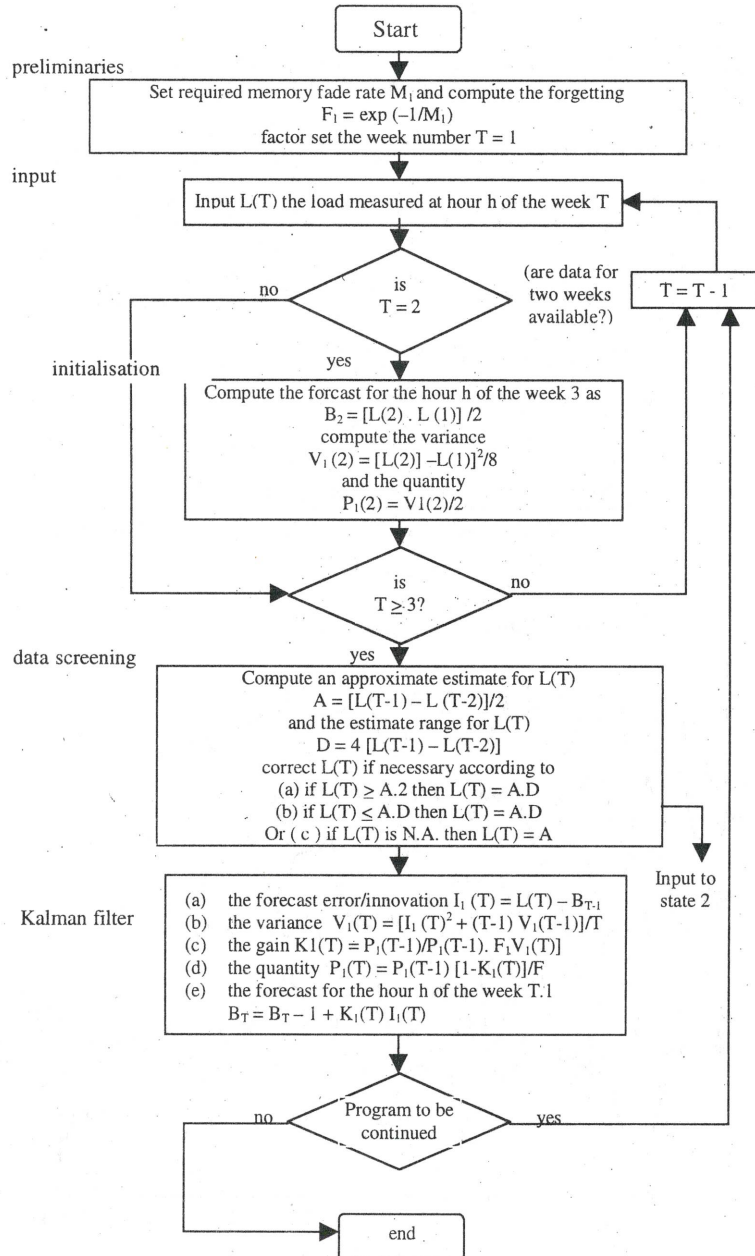 Start
preliminaries
Set required memory fade rate M₁ and compute the forgetting
F₁ = exp (−1/M₁)
factor set the week number T = 1
input
Input L(T) the load measured at hour h of the week T
is
T = 2
no
(are data for
two weeks
available?)
T = T - 1
yes
initialisation
Compute the forcast for the hour h of the week 3 as
B₂ = [L(2) . L (1)] /2
compute the variance
V₁ (2) = [L(2)] –L(1)]²/8
and the quantity
P₁(2) = V1(2)/2
is
T ≥ 3?
no
yes
data screening
Compute an approximate estimate for L(T)
A = [L(T-1) – L (T-2)]/2
and the estimate range for L(T)
D = 4 [L(T-1) – L(T-2)]
correct L(T) if necessary according to
(a) if L(T) ≥ A.2 then L(T) = A.D
(b) if L(T) ≤ A.D then L(T) = A.D
Or ( c ) if L(T) is N.A. then L(T) = A
Input to
state 2
Kalman filter
(a) the forecast error/innovation I₁ (T) = L(T) – B_T-1
(b) the variance V₁(T) = [I₁ (T)² + (T-1) V₁(T-1)]/T
(c) the gain K1(T) = P₁(T-1)/P₁(T-1). F₁V₁(T)]
(d) the quantity P₁(T) = P₁(T-1) [1-K₁(T)]/F
(e) the forecast for the hour h of the week T.1
B_T = B_T – 1 + K₁(T) I₁(T)
Program to be
continued
no
yes
end